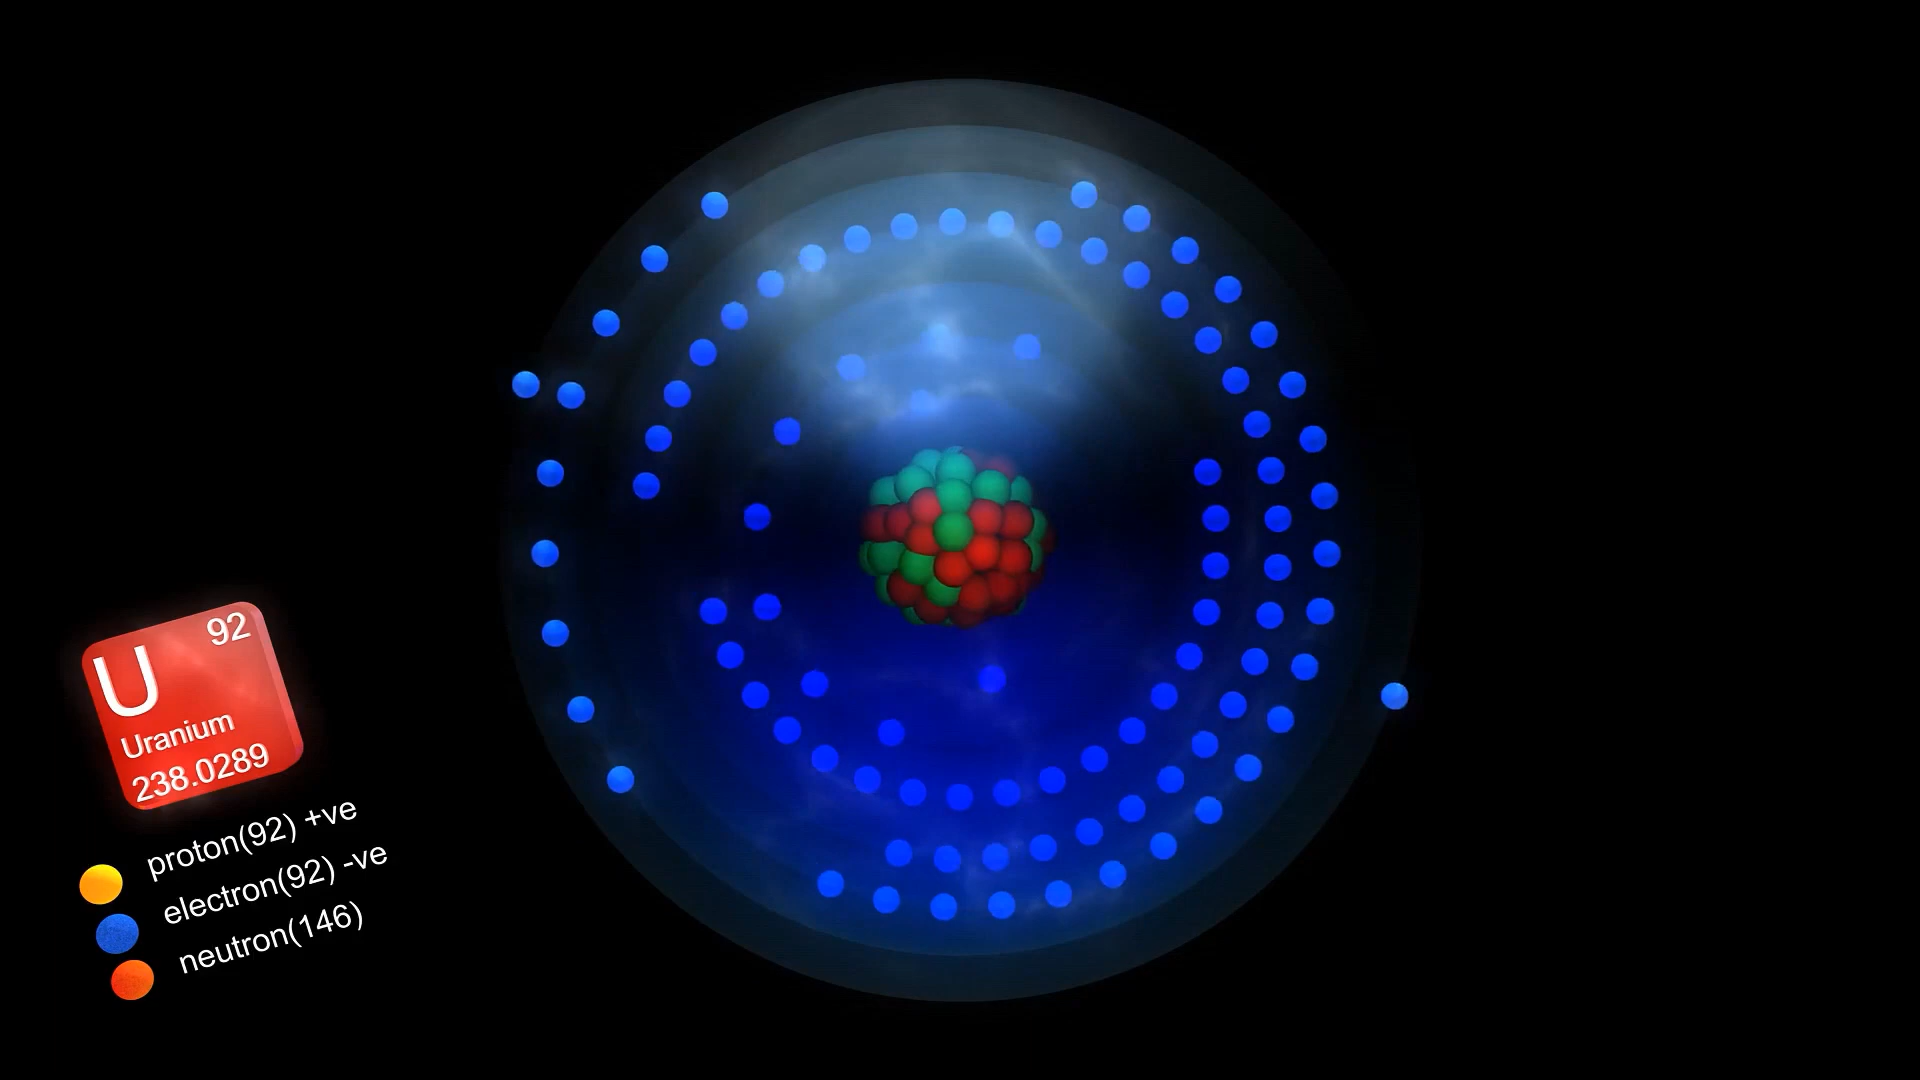 92
U
Uranium
238.0289
proton(92) +ve
electron(92) -ve
neutron(146)